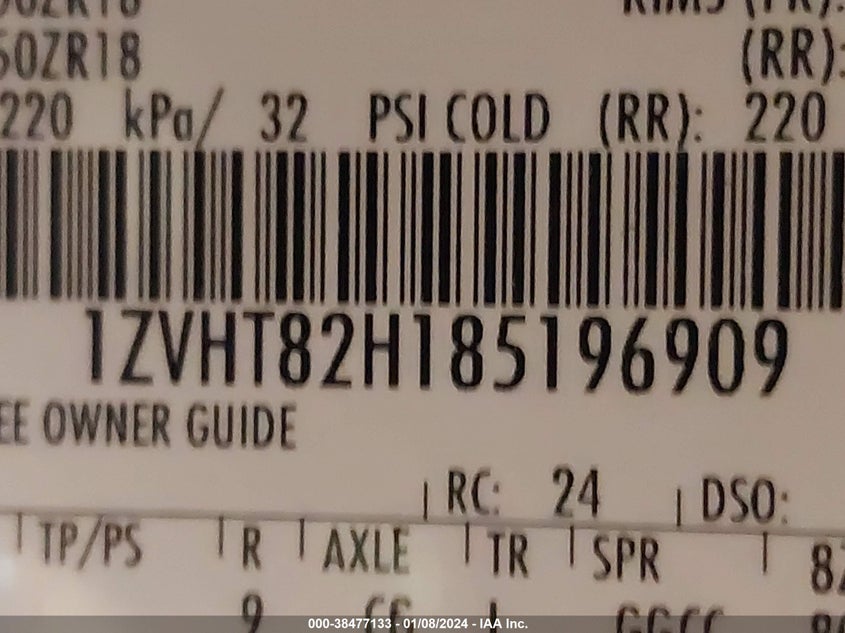 50ZR18 (RR):
220 kPa/ 32 PSI COLD (RR): 220
1ZVHT82H185196909
EE OWNER GUIDE
RC: 24 DSO:
TP/PS R AXLE TR SPR
000-38477133 - 01/08/2024 - IAA Inc.